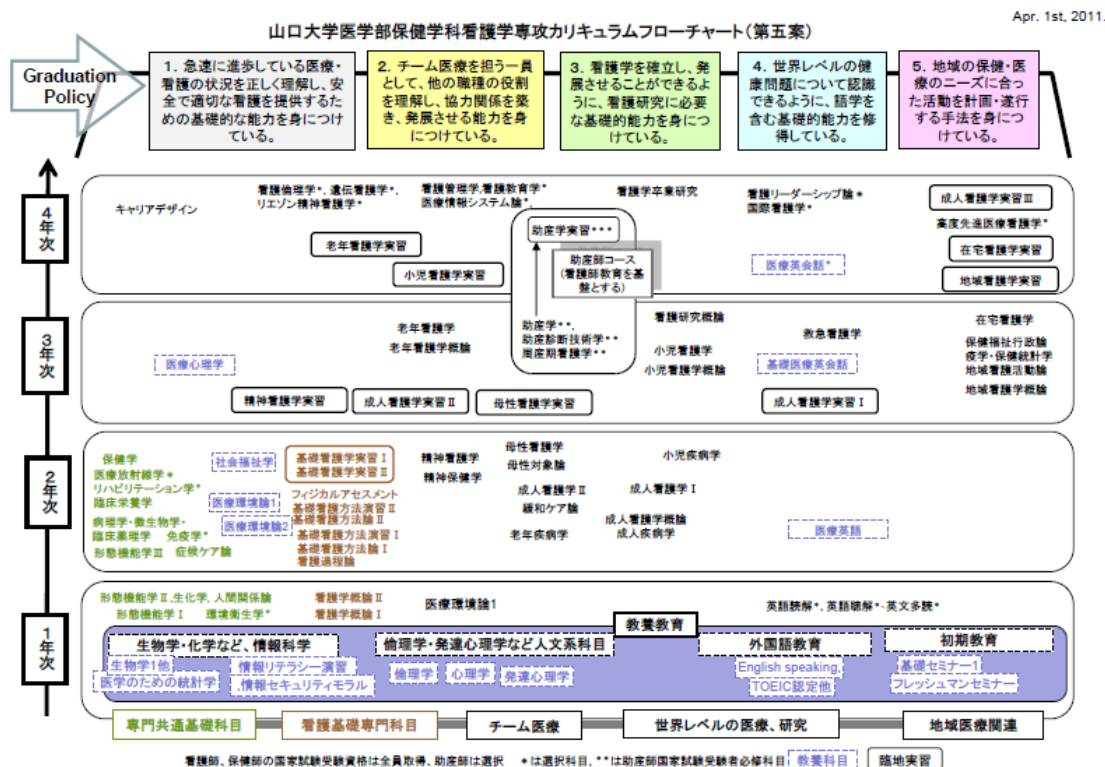 Apr. 1st, 2011.
山口大学医学部保健学科看護学専攻カリキュラムフローチャート(第五案)
Graduation
Policy
1．急速に進歩している医療・
看護の状況を正しく理解し、安
全で適切な看護を提供するた
めの基礎的な能力を身につけ
ている。
2．チーム医療を担う一員
として、他の職種の役割
を理解し、協力関係を築
き、発展させる能力を身
につけている。
3．看護学を確立し、発
展させることができるよ
うに、看護研究に必要
な基礎的能力を身につ
けている。
4．世界レベルの健
康問題について認識
できるように、語学を
含む基礎的能力を修
得している。
5．地域の保健・医
療のニーズに合っ
た活動を計画・遂行
する手法を身につ
けている。
4年次
キャリアデザイン
看護倫理学*, 遺伝看護学*,
リエゾン精神看護学*
看護管理学,看護教育学*
医療情報システム論*,
看護学卒業研究
看護リーダーシップ論*
国際看護学*
成人看護学実習Ⅲ
高度先進医療看護学*
在宅看護学実習
地域看護学実習
老年看護学実習
小児看護学実習
助産学実習***
助産師コース
(看護師教育を基
盤とする)
医療英会話*
3年次
医療心理学
老年看護学
老年看護学概論
助産学**,
助産診断技術学**
周産期看護学**
看護研究概論
小児看護学
小児看護学概論
救急看護学
基礎医療英会話
在宅看護学
保健福祉行政論
疫学・保健統計学
地域看護活動論
地域看護学概論
精神看護学実習
成人看護学実習Ⅱ
母性看護学実習
成人看護学実習Ⅰ
2年次
保健学
医療放射線学*
リハビリテーション学*
臨床栄養学
病理学・微生物学・
臨床薬理学 免疫学*
形態機能学Ⅲ 症候ケア論
社会福祉学
医療環境論1
医療環境論2
基礎看護学実習Ⅰ
基礎看護学実習Ⅱ
フィジカルアセスメント
基礎看護方法演習Ⅱ
基礎看護方法論Ⅱ
基礎看護方法演習Ⅰ
基礎看護方法論Ⅰ
看護過程論
精神看護学
精神保健学
母性看護学
母性対象論
成人看護学Ⅱ
緩和ケア論
老年疾病学
小児疾病学
成人看護学Ⅰ
成人看護学概論
成人疾病論
医療英語
1年次
形態機能学Ⅱ,生化学, 人間関係論
形態機能学Ⅰ 環境衛生学*
看護学概論Ⅱ
看護学概論Ⅰ
医療環境論1
英語読解*, 英語聴解*・英文多読*
教養教育
生物学・化学など、情報科学
倫理学・発達心理学など人文系科目
外国語教育
初期教育
生物学1他
医学のための統計学
情報リテラシー演習
,情報セキュリティモラル
倫理学
心理学
発達心理学
English speaking,
TOEIC認定他
基礎セミナー1
フレッシュマンセミナー
専門共通基礎科目
看護基礎専門科目
チーム医療
世界レベルの医療、研究
地域医療関連
看護師、保健師の国家試験受験資格は全員取得、助産師は選択 *は選択科目, **は助産師国家試験受験者必修科目 教養科目 臨地実習